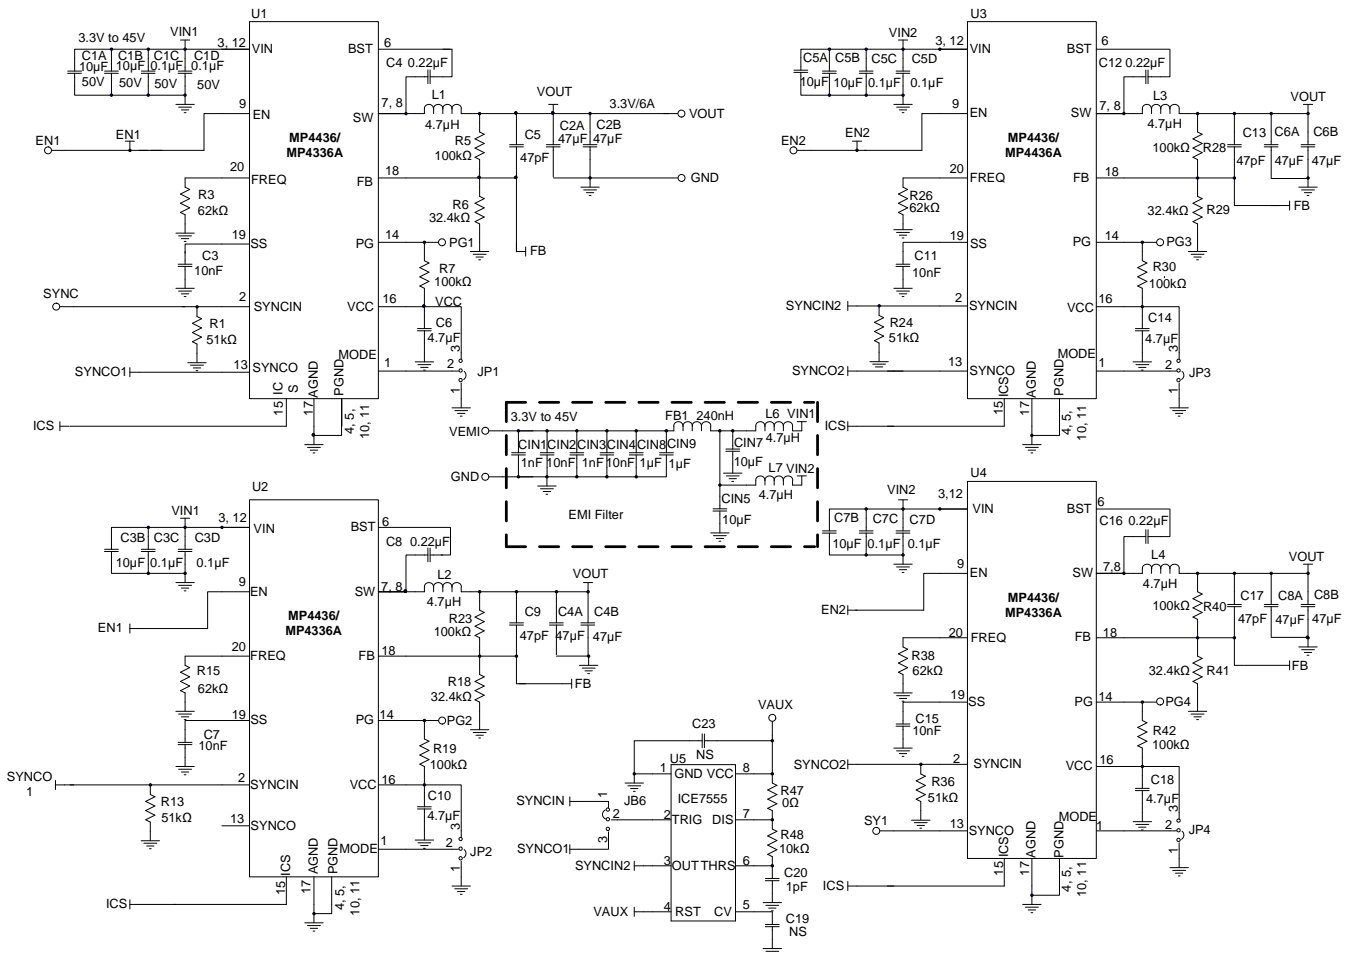 U1
3.3V to 45V
VIN1
3, 12
VIN
C1A
10µF
50V
C1B
10µF
50V
C1C
0.1µF
50V
C1D
0.1µF
50V
BST
6
C4 0.22µF
9
EN
EN1
EN1
SW
7, 8
L1
4.7µH
VOUT
3.3V/6A
VOUT
MP4436/
MP4336A
R5
100kΩ
C5
47pF
C2A
47µF
C2B
47µF
20
FREQ
FB
18
GND
R3
62kΩ
R6
32.4kΩ
19
SS
PG
14
PG1
FB
C3
10nF
R7
100kΩ
SYNC
2
SYNCIN
VCC
16
VCC
R1
51kΩ
C6
4.7µF
SYNCO1
13
SYNCO
MODE
1
3
2
1
JP1
IC
S
AGND
PGND
15
17
4, 5,
10, 11
ICS
U3
VIN2
3, 12
VIN
C5A
10µF
C5B
10µF
C5C
0.1µF
C5D
0.1µF
BST
6
C12 0.22µF
9
EN
EN2
EN2
SW
7, 8
L3
4.7µH
VOUT
MP4436/
MP4336A
100kΩ
R28
C13
47pF
C6A
47µF
C6B
47µF
20
FREQ
FB
18
R26
62kΩ
32.4kΩ
R29
FB
19
SS
PG
14
PG3
C11
10nF
R30
100kΩ
SYNCIN2
2
SYNCIN
VCC
16
R24
51kΩ
C14
4.7µF
SYNCO2
13
SYNCO
MODE
1
3
2
1
JP3
ICS
AGND
PGND
15
17
4, 5,
10, 11
ICS
3.3V to 45V
FB1 240nH
L6
VIN1
VEMI
4.7µH
CIN1
1nF
CIN2
10nF
CIN3
1nF
CIN4
10nF
CIN8
1µF
CIN9
1µF
CIN7
10µF
L7
VIN2
4.7µH
GND
CIN5
10µF
EMI Filter
U2
VIN1
3, 12
VIN
C3B
10µF
C3C
0.1µF
C3D
0.1µF
BST
6
C8 0.22µF
9
EN
EN1
SW
7, 8
L2
4.7µH
VOUT
MP4436/
MP4336A
R23
100kΩ
C9
47pF
C4A
47µF
C4B
47µF
20
FREQ
FB
18
R15
62kΩ
R18
32.4kΩ
FB
19
SS
PG
14
PG2
C7
10nF
R19
100kΩ
SYNCO
1
2
SYNCIN
VCC
16
R13
51kΩ
C10
4.7µF
13
SYNCO
MODE
1
3
2
1
JP2
ICS
AGND
PGND
15
17
4, 5,
10, 11
ICS
VAUX
C23
NS
U5
1
GND
VCC
8
ICE7555
R47
0Ω
SYNCIN
1
JB6
2
2
TRIG
DIS
7
SYNCO1
3
R48
10kΩ
SYNCIN2
3
OUT
THRS
6
C20
1pF
VAUX
4
RST
CV
5
C19
NS
U4
VIN2
3,12
VIN
C7B
10µF
C7C
0.1µF
C7D
0.1µF
BST
6
C16 0.22µF
9
EN
EN2
SW
7,8
L4
4.7µH
VOUT
MP4436/
MP4336A
100kΩ
R40
C17
47pF
C8A
47µF
C8B
47µF
20
FREQ
FB
18
R38
62kΩ
32.4kΩ
R41
FB
19
SS
PG
14
PG4
C15
10nF
R42
100kΩ
SYNCO2
2
SYNCIN
VCC
16
R36
51kΩ
C18
4.7µF
SY1
13
SYNCO
MODE
1
3
2
1
JP4
ICS
AGND
PGND
15
17
4, 5,
10, 11
ICS